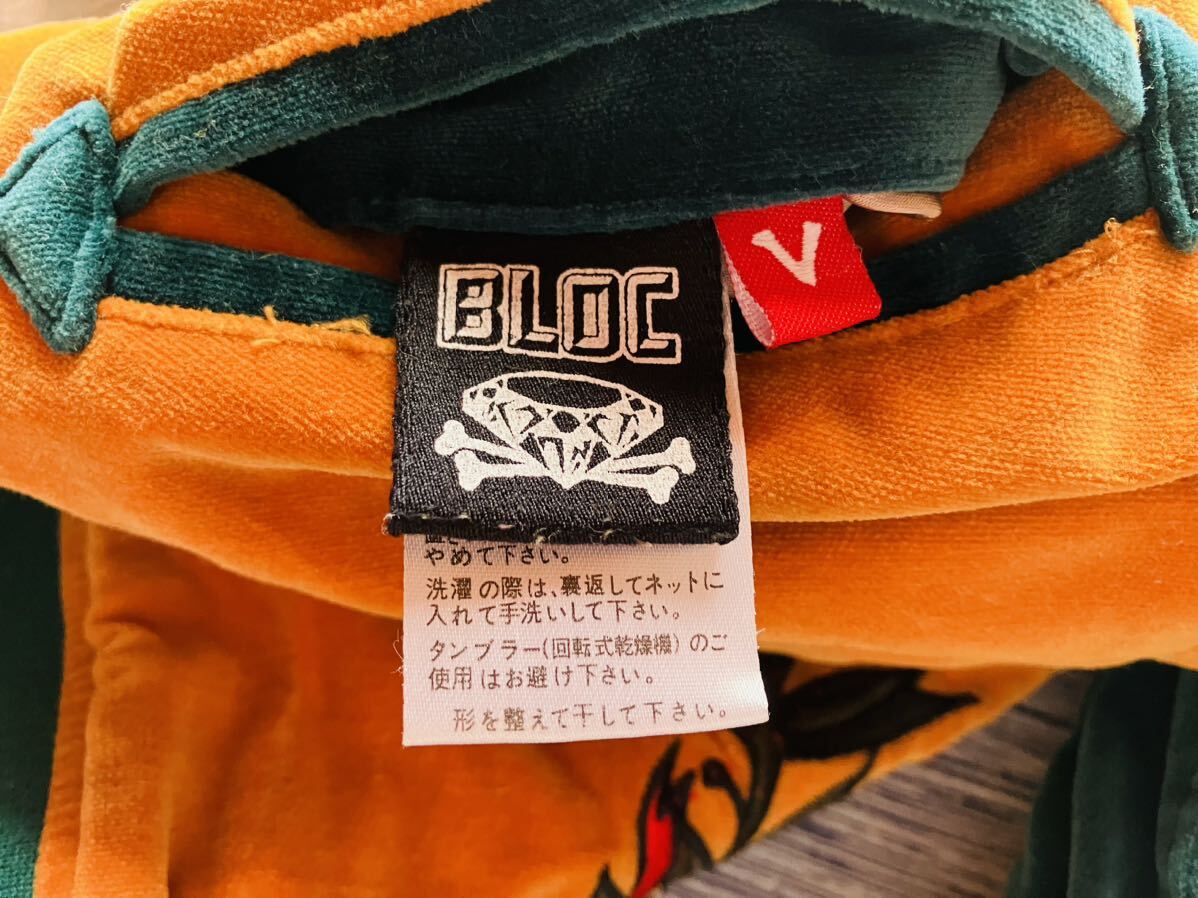 BLOC
V
やめて下さい。
洗濯の際は、裏返してネットに
入れて手洗いして下さい。
タンブラー(回転式乾燥機)のご
使用はお避け下さい。
形を整えて干して下さい。